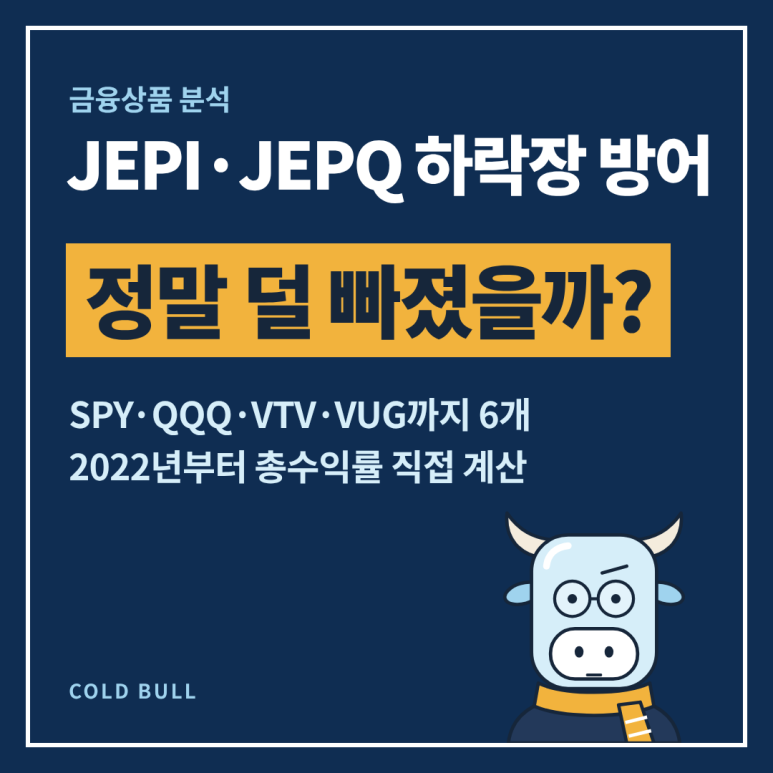 금융상품 분석
JEPI·JEPQ 하락장 방어
정말 덜 빠졌을까?
SPY·QQQ·VTV·VUG까지 6개
2022년부터 총수익률 직접 계산
COLD BULL